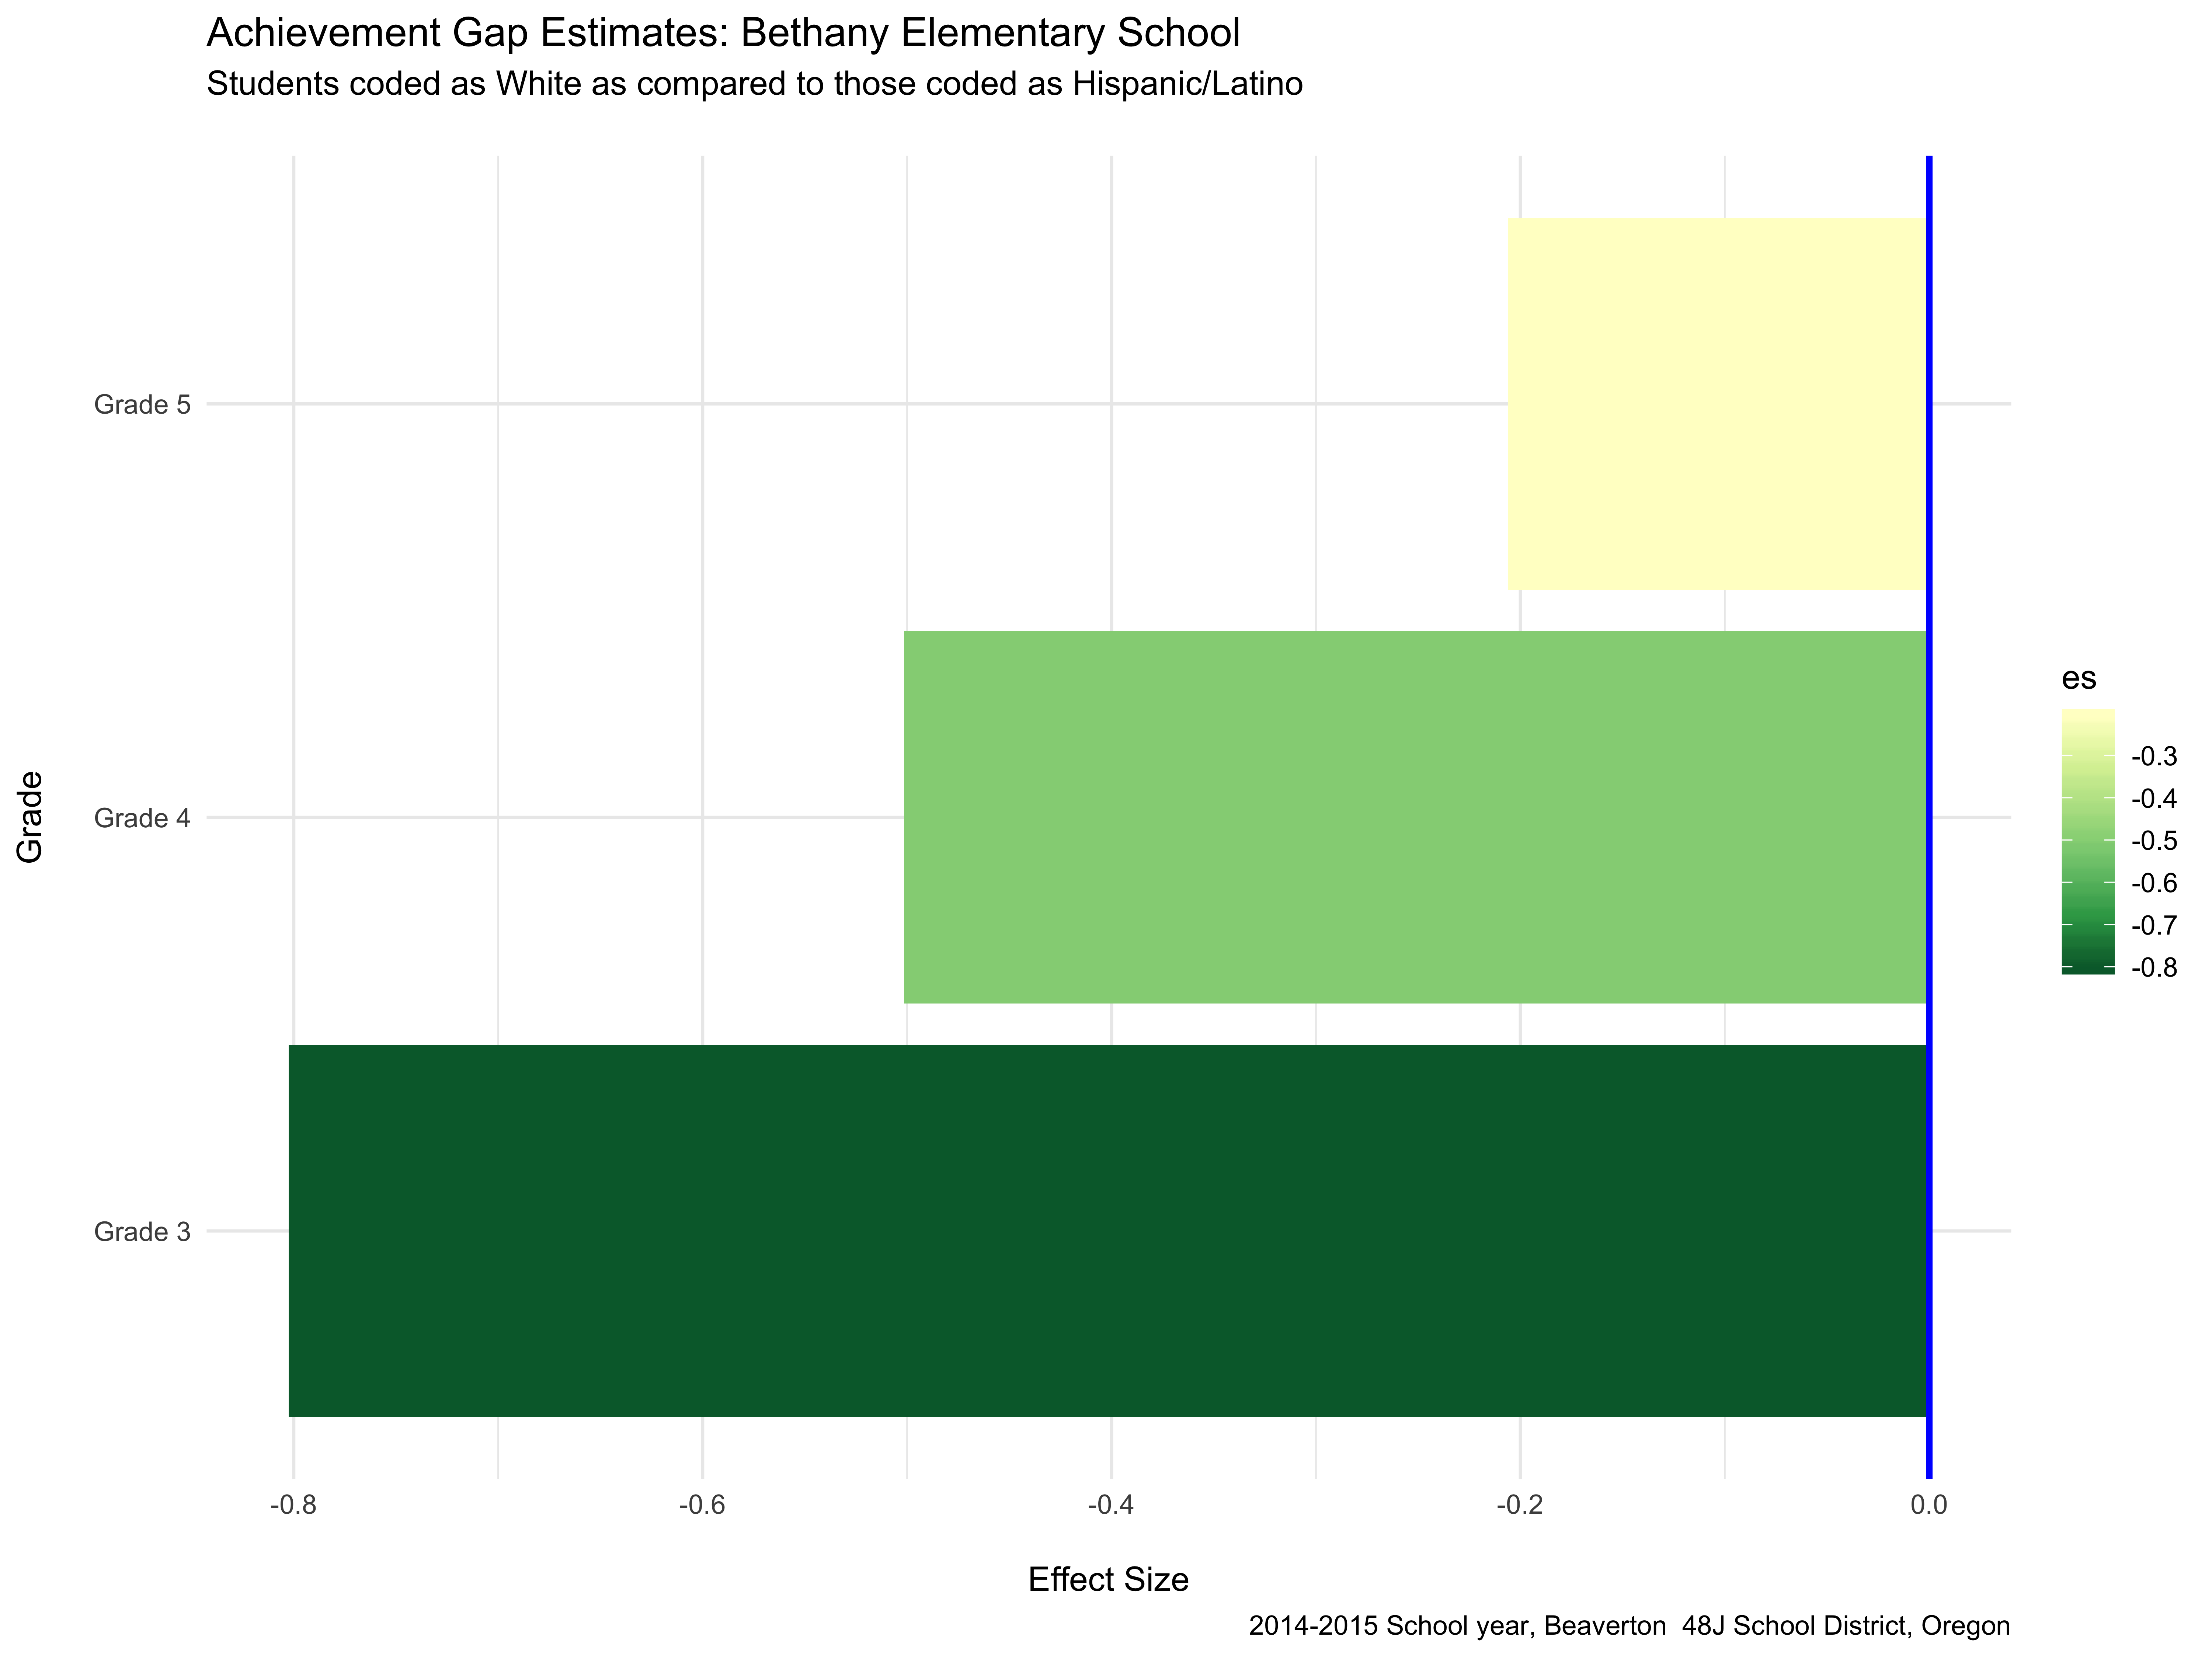 Achievement Gap Estimates: Bethany Elementary School
Students coded as White as compared to those coded as Hispanic/Latino
Grade
Grade 5
Grade 4
Grade 3
-0.8
-0.6
-0.4
-0.2
0.0
Effect Size
es
-0.3
-0.4
-0.5
-0.6
-0.7
-0.8
2014-2015 School year, Beaverton  48J School District, Oregon